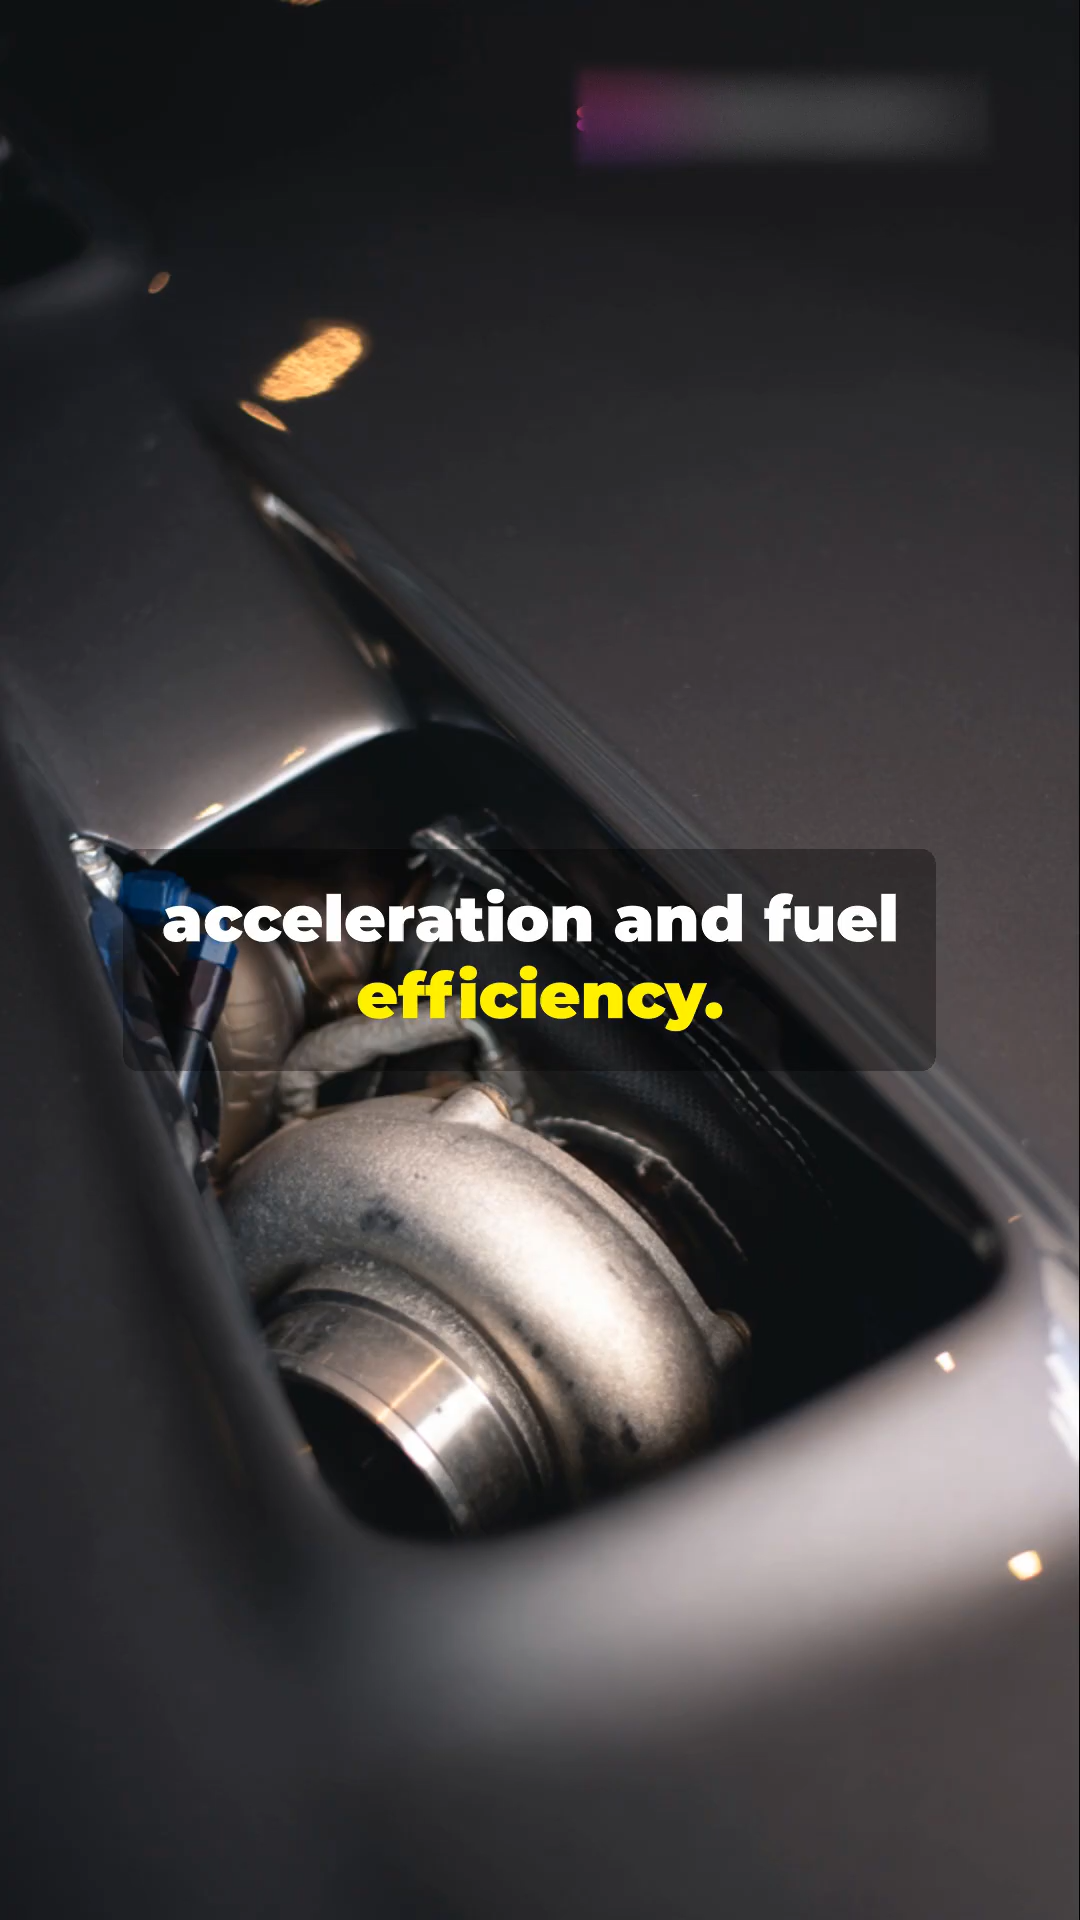 acceleration and fuel
efficiency.